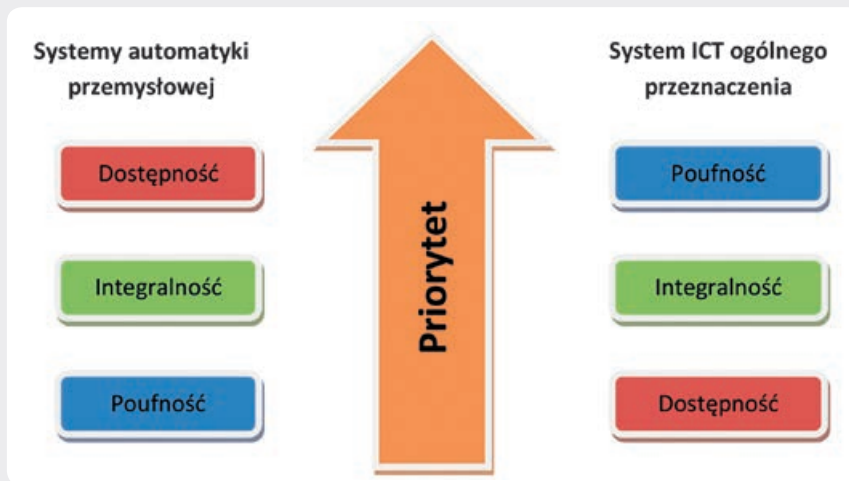 Systemy automatyki
przemysłowej
Dostępność
Integralność
Poufność
Priorytet
System ICT ogólnego
przeznaczenia
Poufność
Integralność
Dostępność